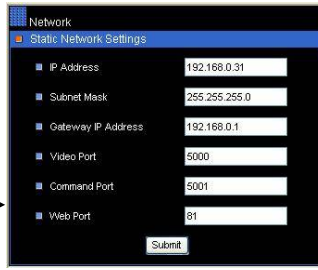 Network
Static Network Settings
IP Address 192.168.0.31
Subnet Mask 255.255.255.0
Gateway IP Address 192.168.0.1
Video Port 5000
Command Port 5001
Web Port 81
Submit